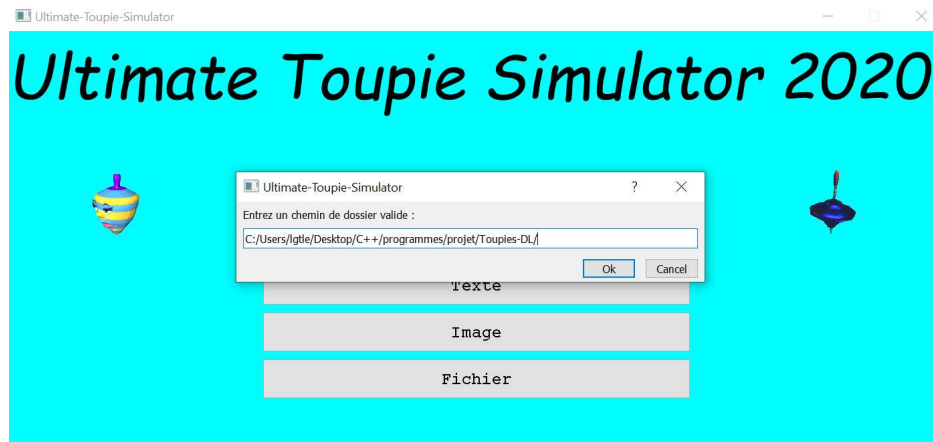 Ultimate-Toupie-Simulator
Ultimate Toupie Simulator 2020
Ultimate-Toupie-Simulator ?
Entrez un chemin de dossier valide :
C:/Users/lgtle/Desktop/C++/programmes/projet/Toupies-DL/
Ok Cancel
Texte
Image
Fichier